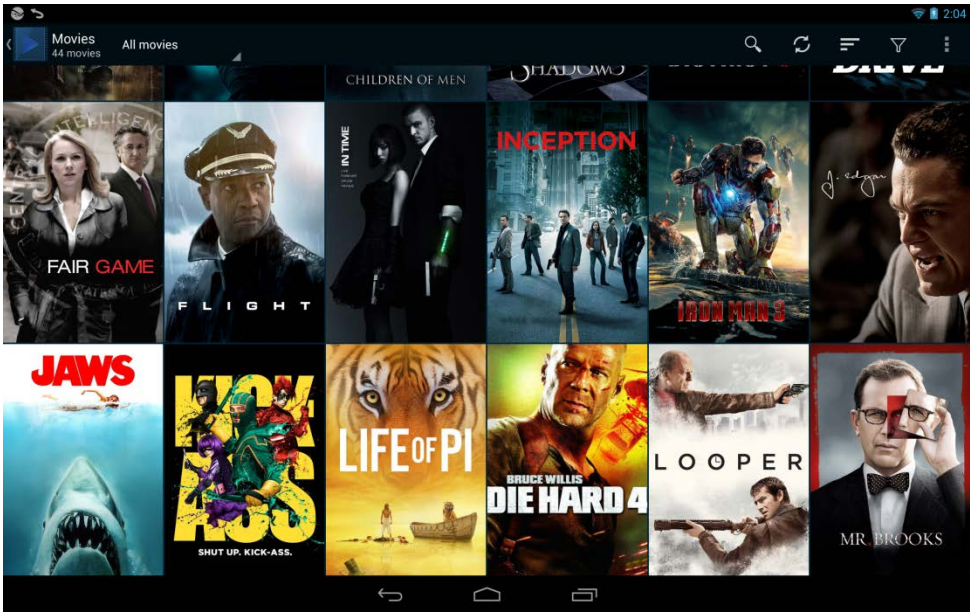 2:04
Movies
44 movies
All movies
CHILDREN OF MEN
SHADOWS
DRIVE
INTELLIGENCE
FAIR GAME
FLIGHT
IN TIME
INCEPTION
IRON MAN 3
J. Edgar
JAWS
KICK-
ASS
SHUT UP. KICK-ASS.
LIFE OF PI
BRUCE WILLIS
DIE HARD 4
LOOPER
MR. BROOKS